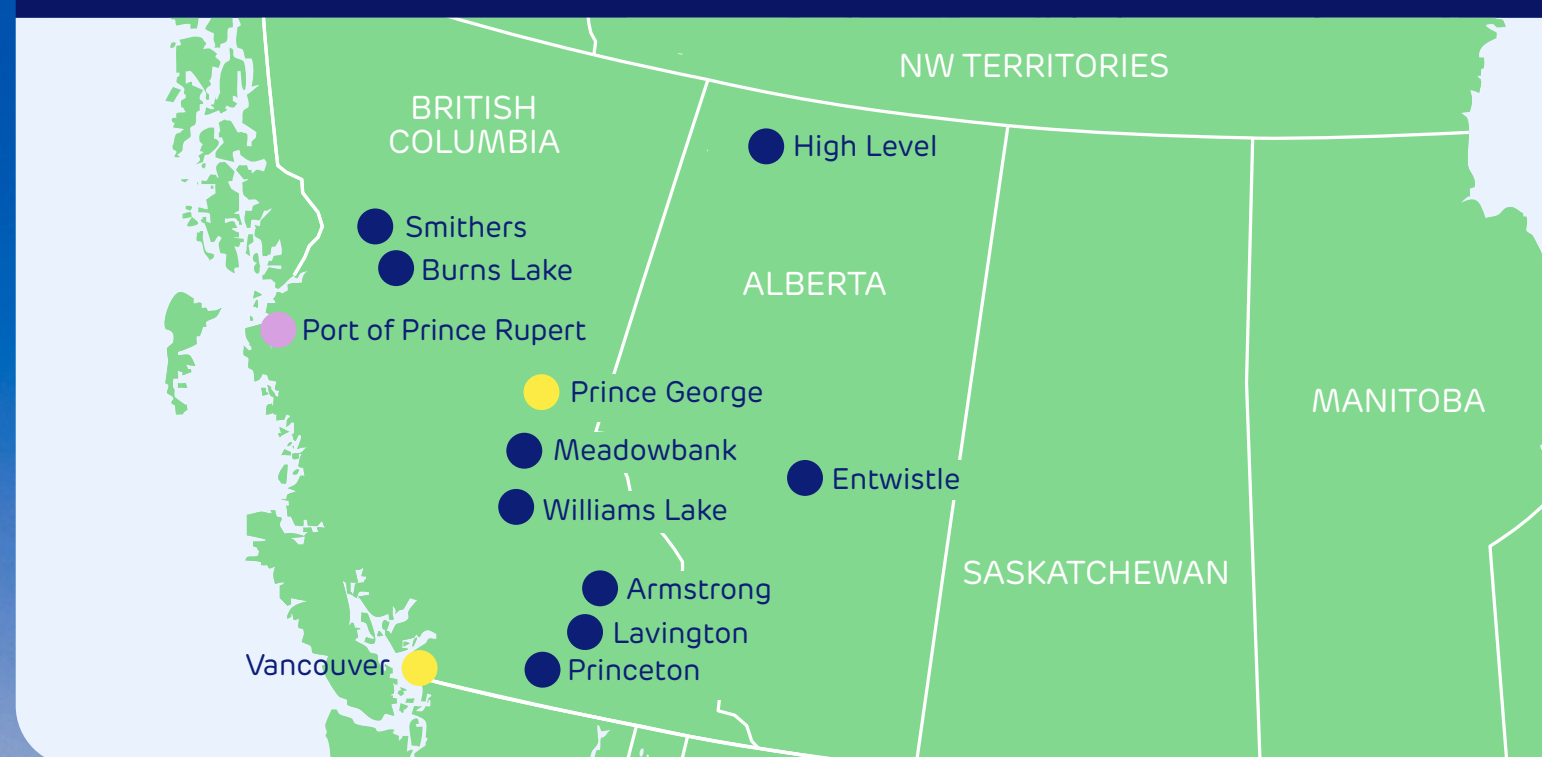 NW TERRITORIES
BRITISH
COLUMBIA
High Level
Smithers
Burns Lake
ALBERTA
Port of Prince Rupert
Prince George
MANITOBA
Meadowbank
Entwistle
Williams Lake
SASKATCHEWAN
Armstrong
Lavington
Vancouver
Princeton